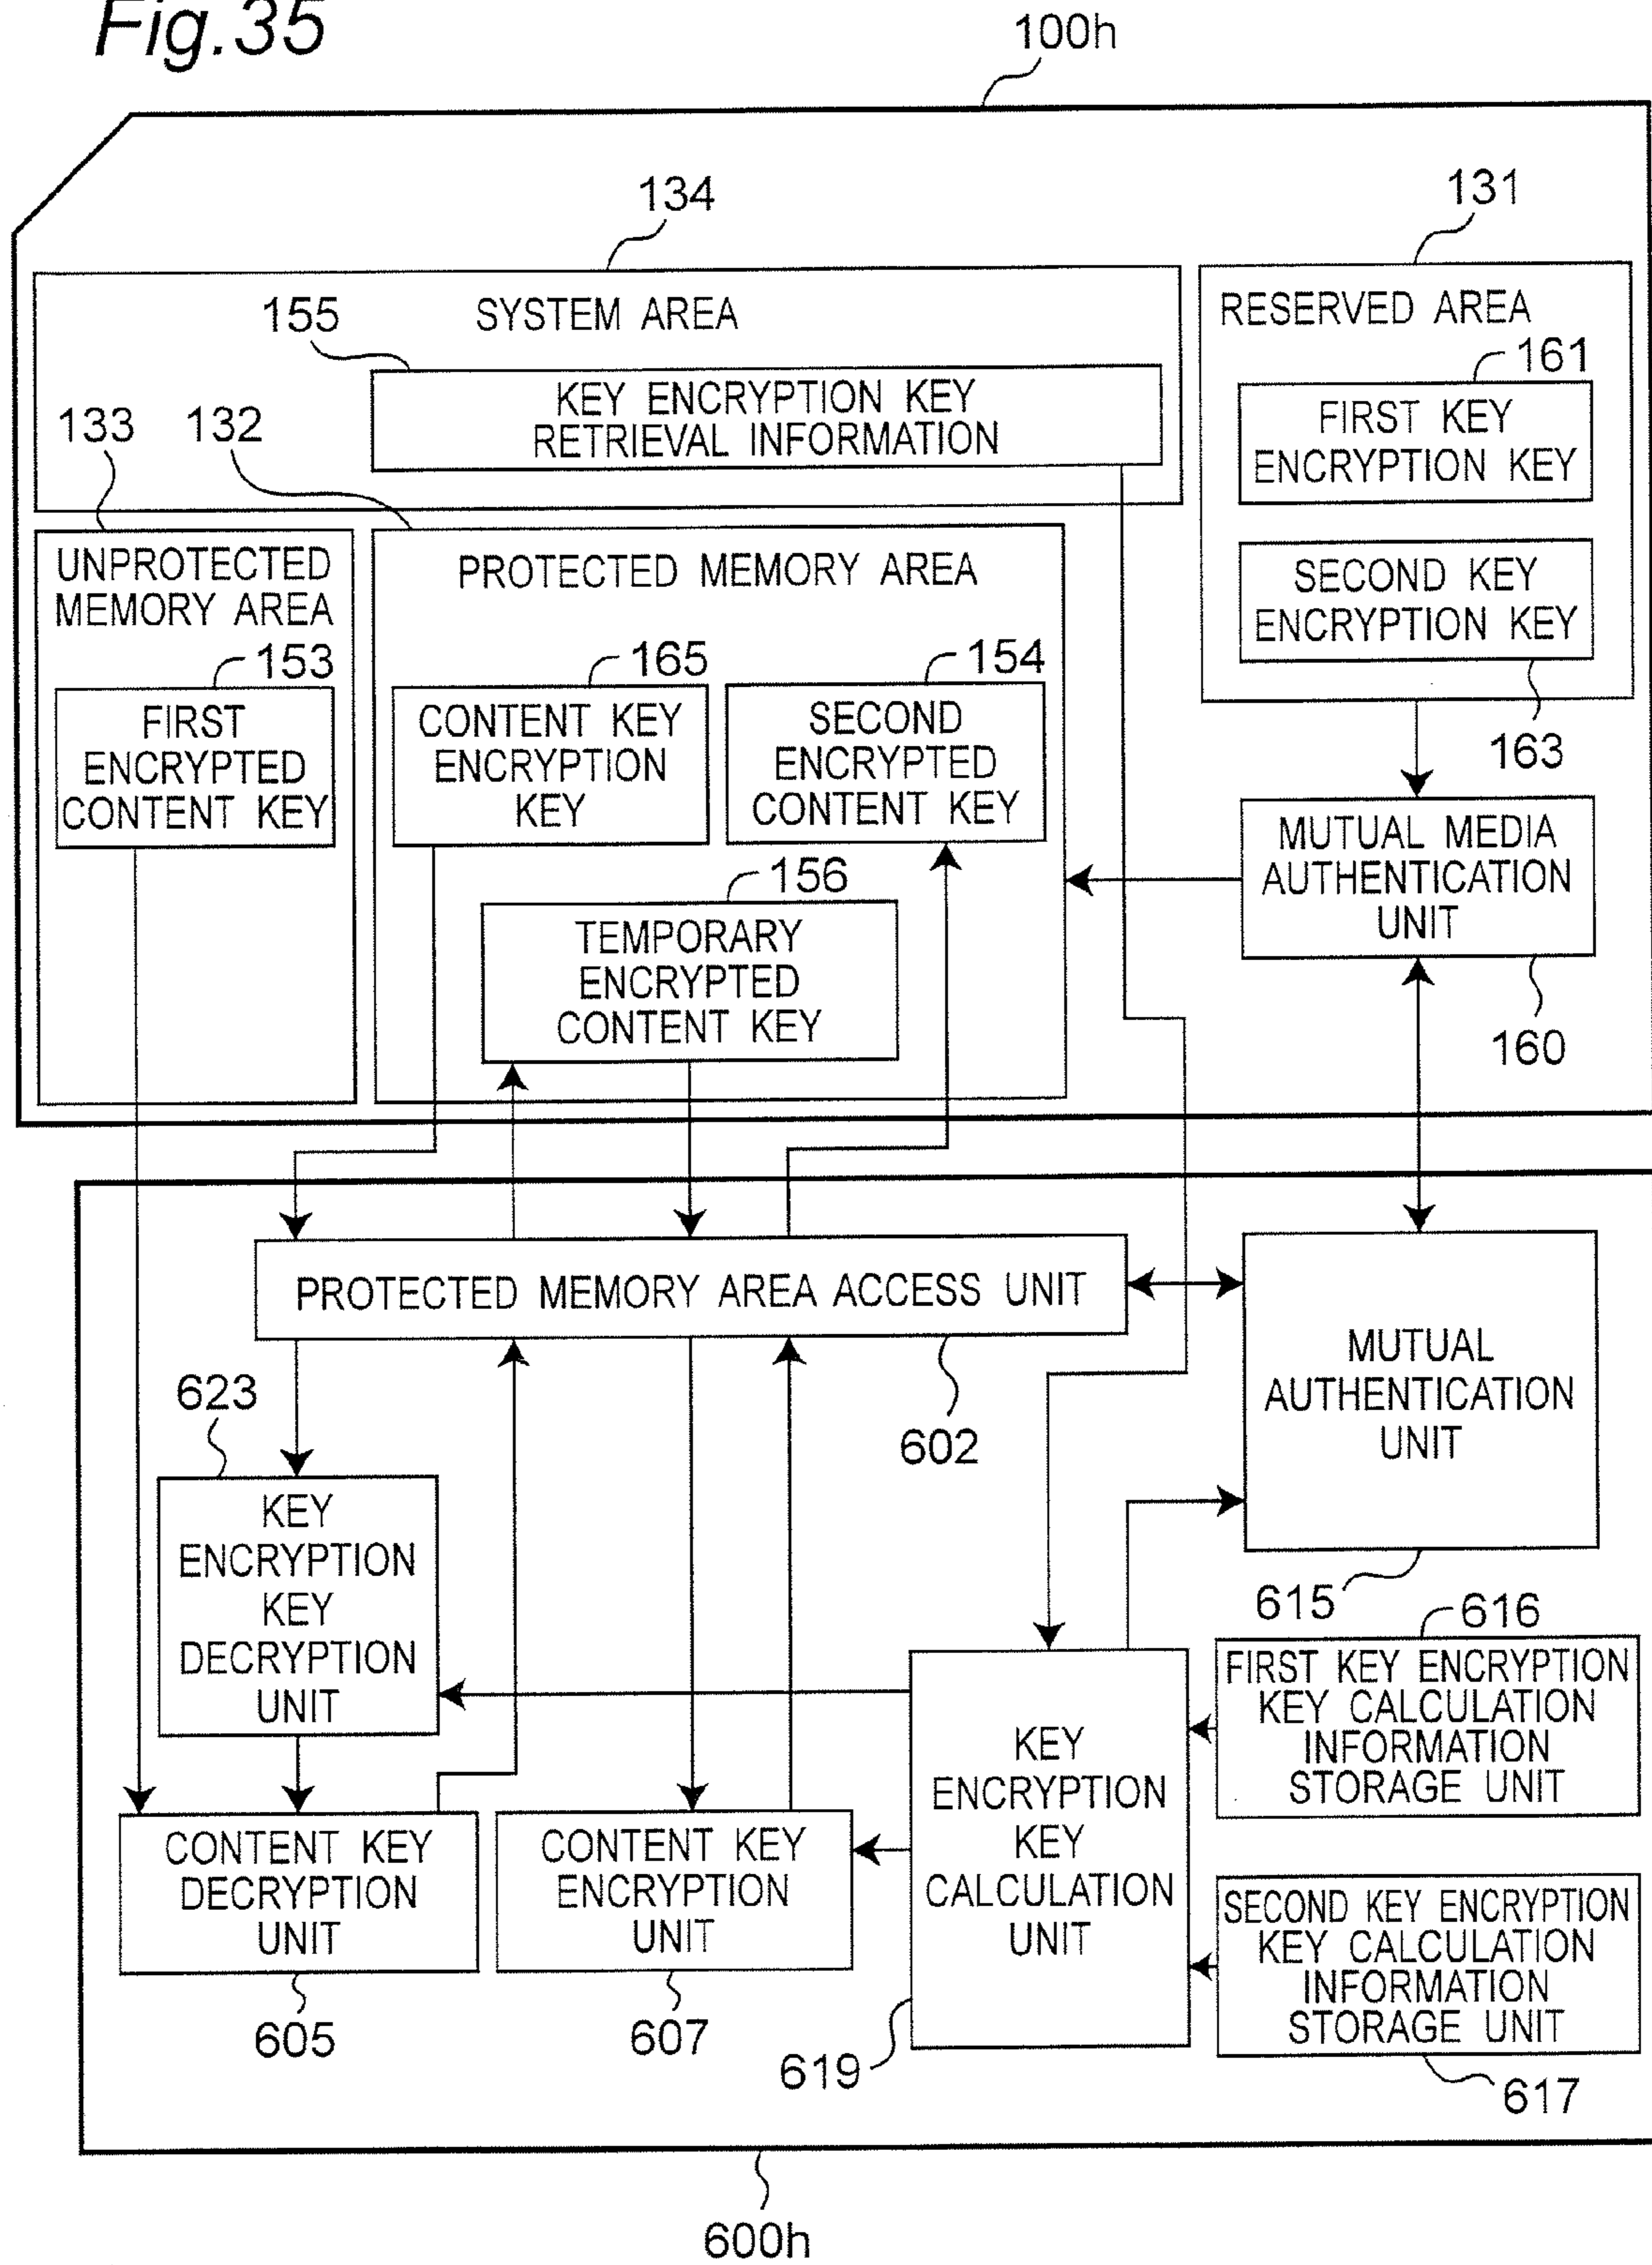 Fig.35
100h
134
131
SYSTEM AREA
155
KEY ENCRYPTION KEY
RETRIEVAL INFORMATION
RESERVED AREA
161
FIRST KEY
ENCRYPTION KEY
SECOND KEY
ENCRYPTION KEY
163
133
132
UNPROTECTED
MEMORY AREA
153
FIRST
ENCRYPTED
CONTENT KEY
PROTECTED MEMORY AREA
165
CONTENT KEY
ENCRYPTION
KEY
154
SECOND
ENCRYPTED
CONTENT KEY
156
TEMPORARY
ENCRYPTED
CONTENT KEY
MUTUAL MEDIA
AUTHENTICATION
UNIT
160
PROTECTED MEMORY AREA ACCESS UNIT
602
MUTUAL
AUTHENTICATION
UNIT
615
623
KEY
ENCRYPTION
KEY
DECRYPTION
UNIT
616
FIRST KEY ENCRYPTION
KEY CALCULATION
INFORMATION
STORAGE UNIT
KEY
ENCRYPTION
KEY
CALCULATION
UNIT
619
CONTENT KEY
DECRYPTION
UNIT
605
CONTENT KEY
ENCRYPTION
UNIT
607
SECOND KEY ENCRYPTION
KEY CALCULATION
INFORMATION
STORAGE UNIT
617
600h